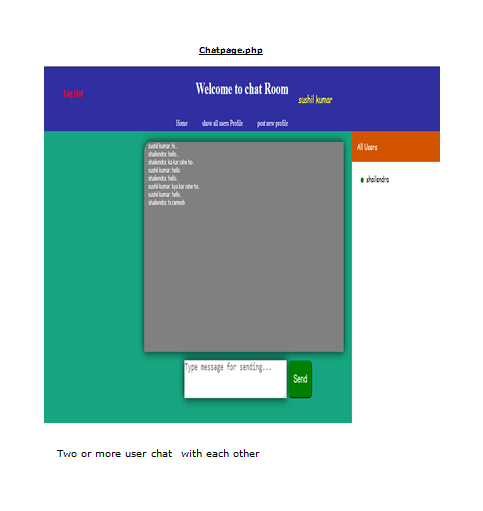 Chatpage.php
Welcome to chat Room
Log Out
sushil kumar
Home show all users Profile post new profile
All Users
shailendra
sushil kumar: hi..
shailendra: hello...
shailendra: ka kar rahe ho.
sushil kumar: hello
shailendra: hello.
sushil kumar: kya kar rahe ho.
sushil kumar: hello.
shailendra: hi,ramesh
Type message for sending...
Send
Two or more user chat with each other